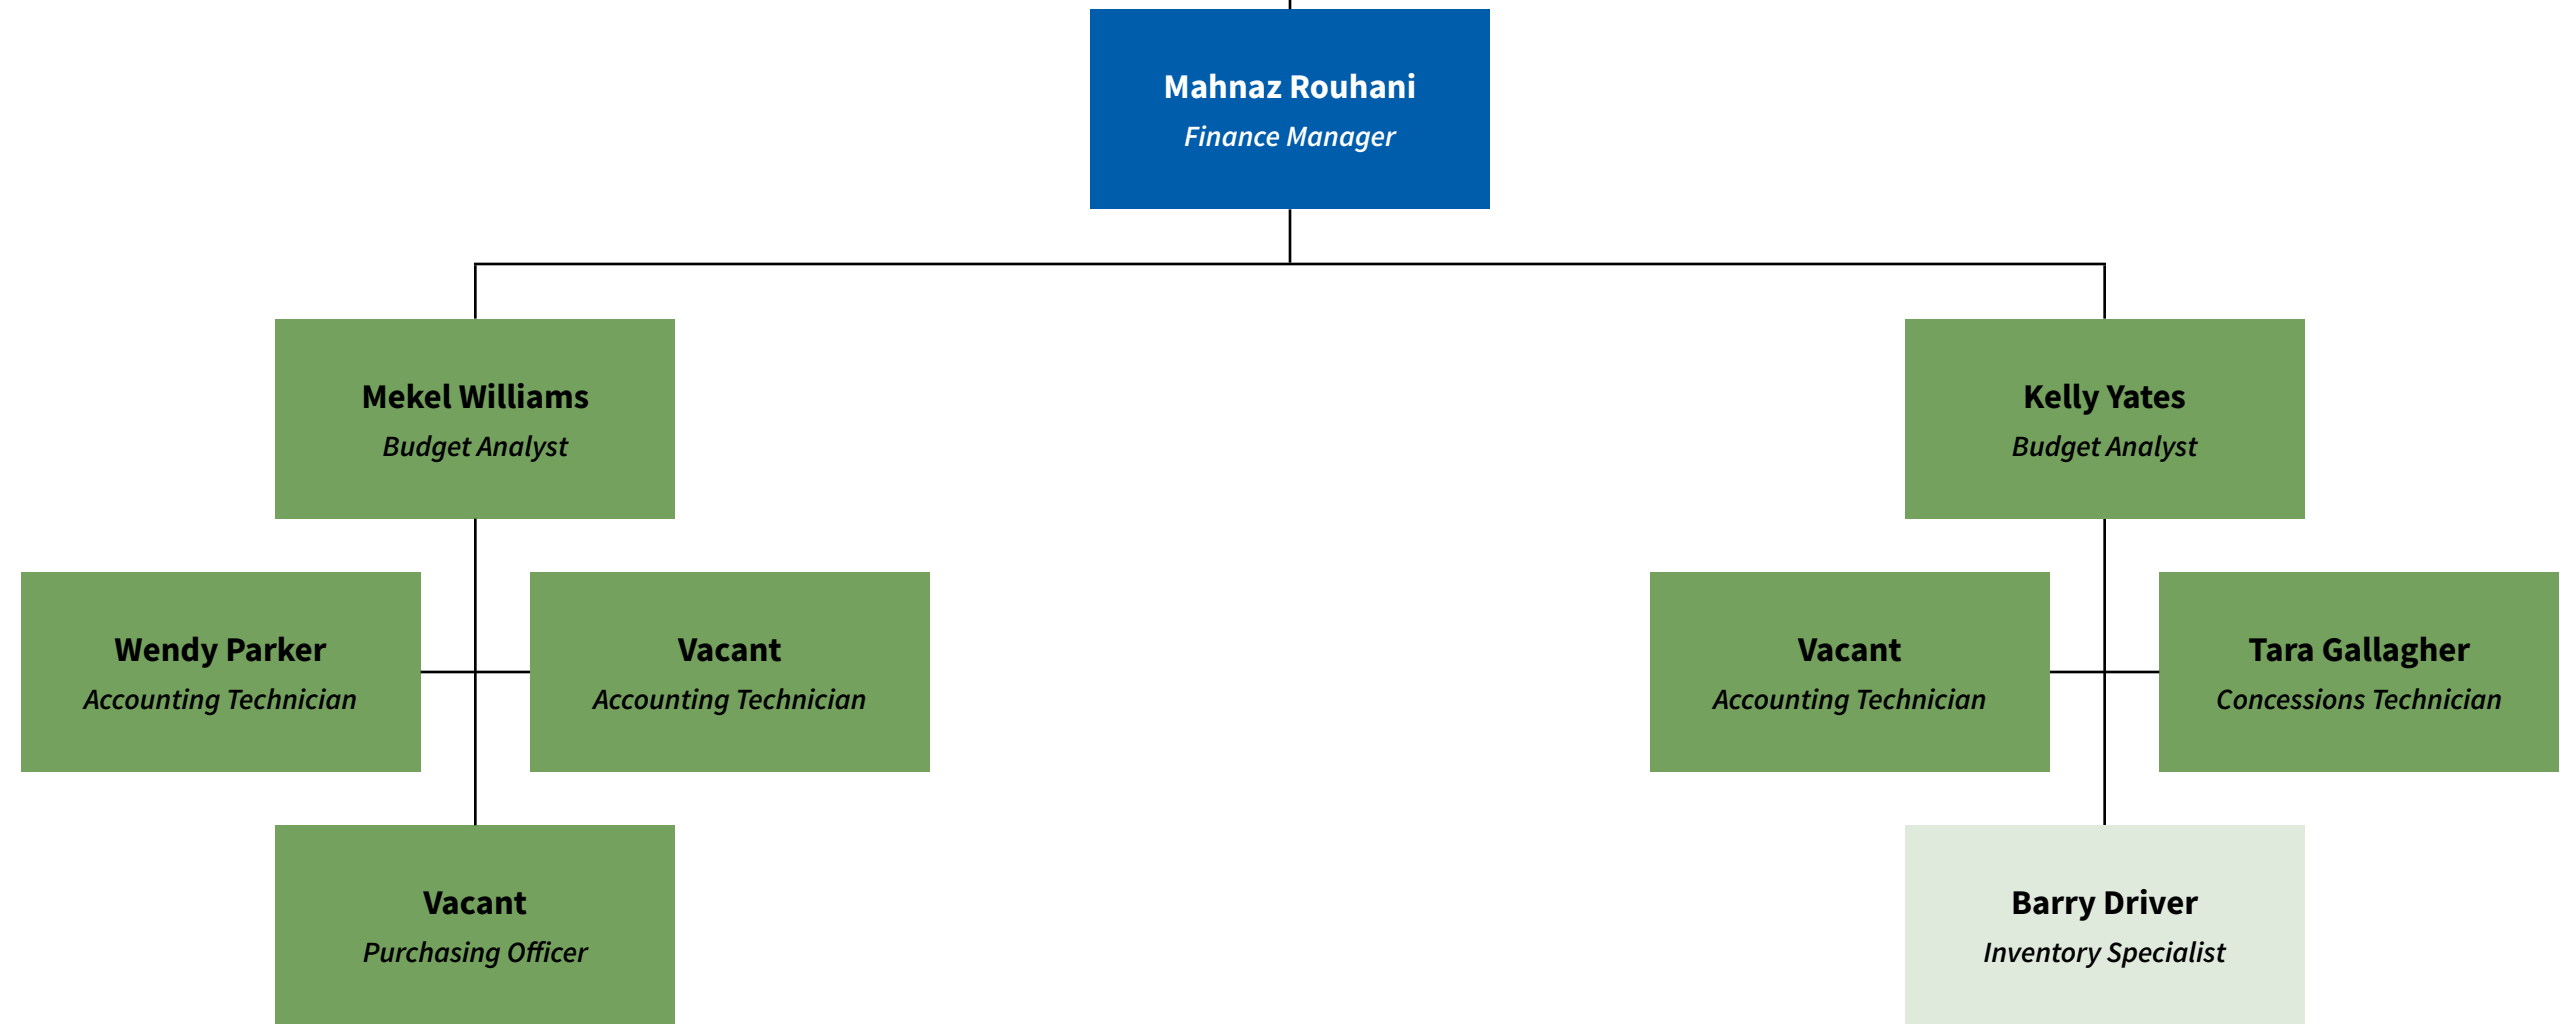 Mahnaz Rouhani
Finance Manager
Mekel Williams
Budget Analyst
Kelly Yates
Budget Analyst
Wendy Parker
Accounting Technician
Vacant
Accounting Technician
Vacant
Accounting Technician
Tara Gallagher
Concessions Technician
Vacant
Purchasing Officer
Barry Driver
Inventory Specialist